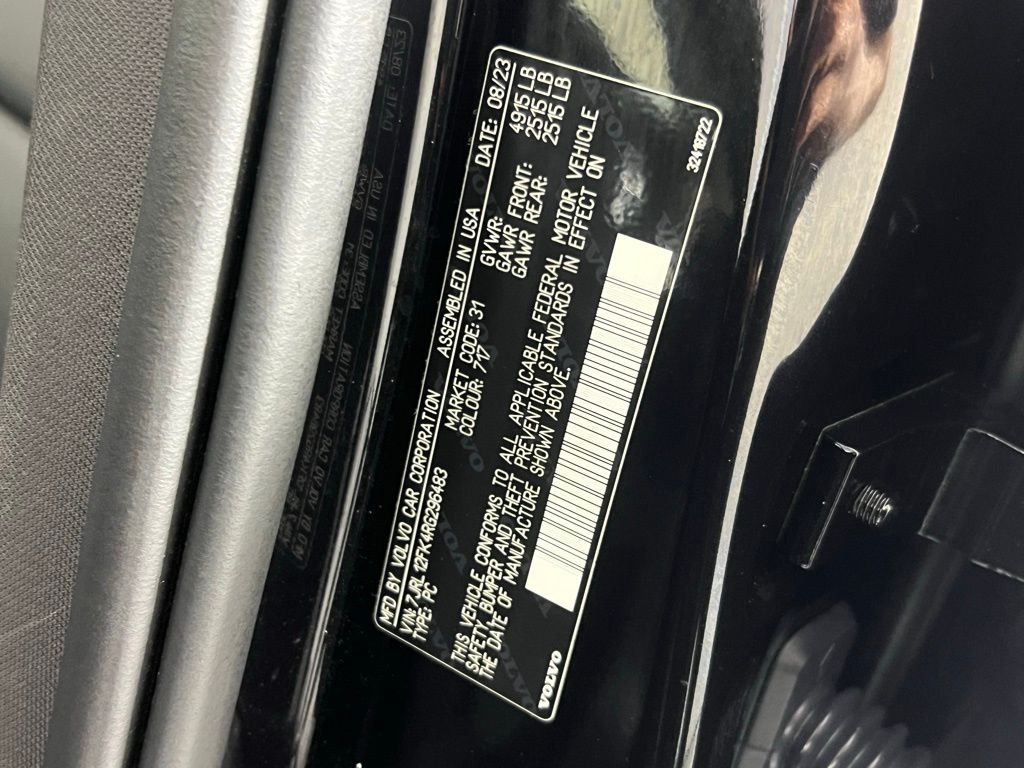 MFD BY VOLVO CAR CORPORATION ASSEMBLED IN USA DATE: 08/23
VIN: 7JRL12FK4RG296483
TYPE: PC MARKET CODE: 31 GVWR: 4915 LB
COLOUR: 717 GAWR FRONT: 2515 LB
GAWR REAR: 2515 LB
THIS VEHICLE CONFORMS TO ALL APPLICABLE FEDERAL MOTOR VEHICLE
SAFETY, BUMPER AND THEFT PREVENTION STANDARDS IN EFFECT ON
THE DATE OF MANUFACTURE SHOWN ABOVE.
VOLVO
32418722